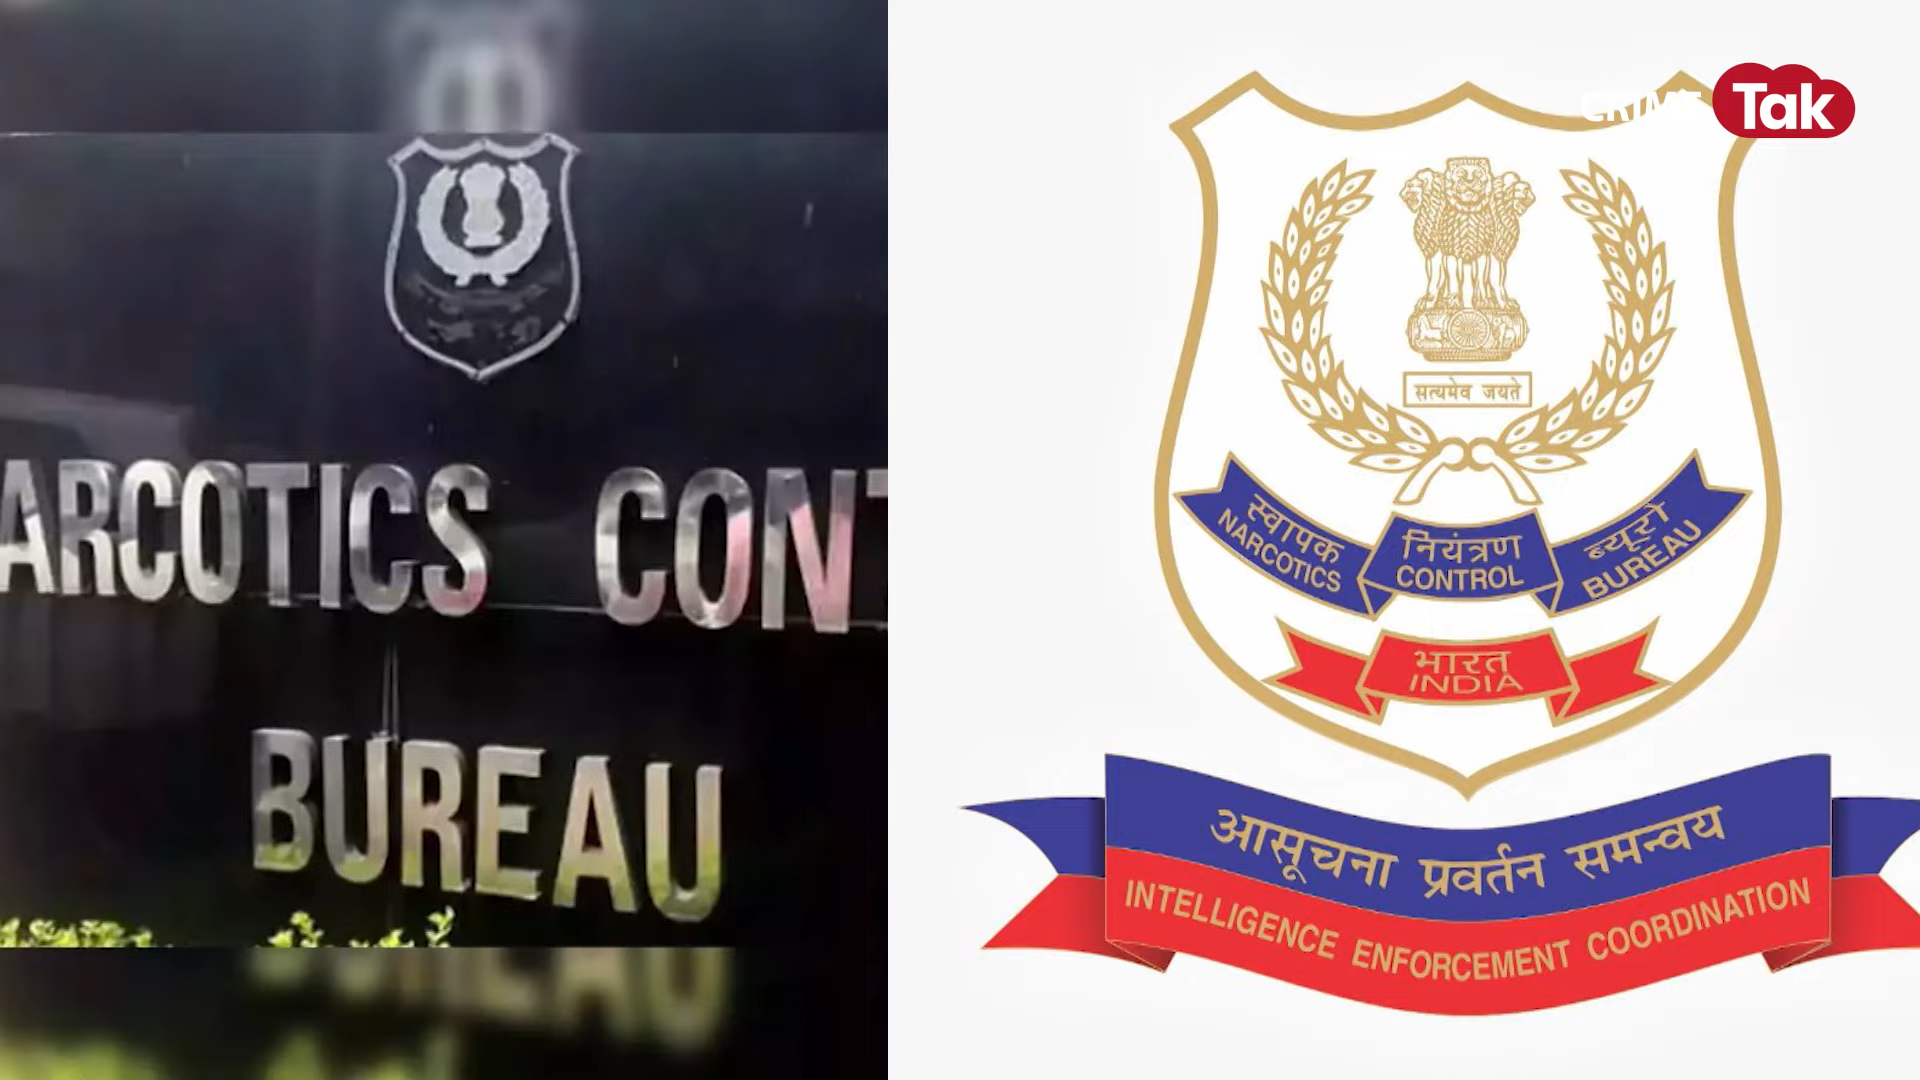 ARCOTICS CON
BUREAU
CRIME Tak
सत्यमेव जयते
स्वापक नियंत्रण ब्यूरो
NARCOTICS CONTROL BUREAU
भारत
INDIA
आसूचना प्रवर्तन समन्वय
INTELLIGENCE ENFORCEMENT COORDINATION